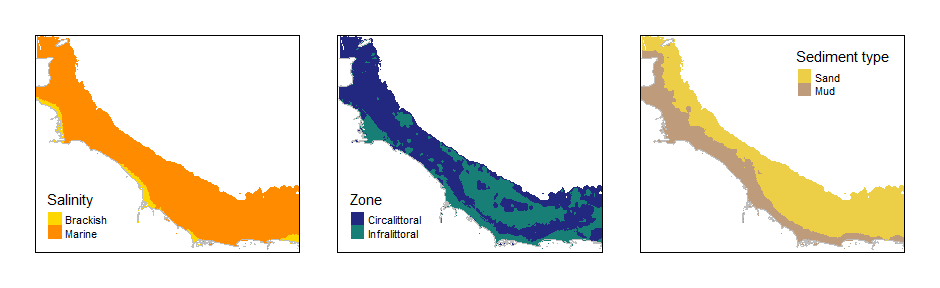 Salinity
Brackish
Marine
Zone
Circalittoral
Infralittoral
Sediment type
Sand
Mud